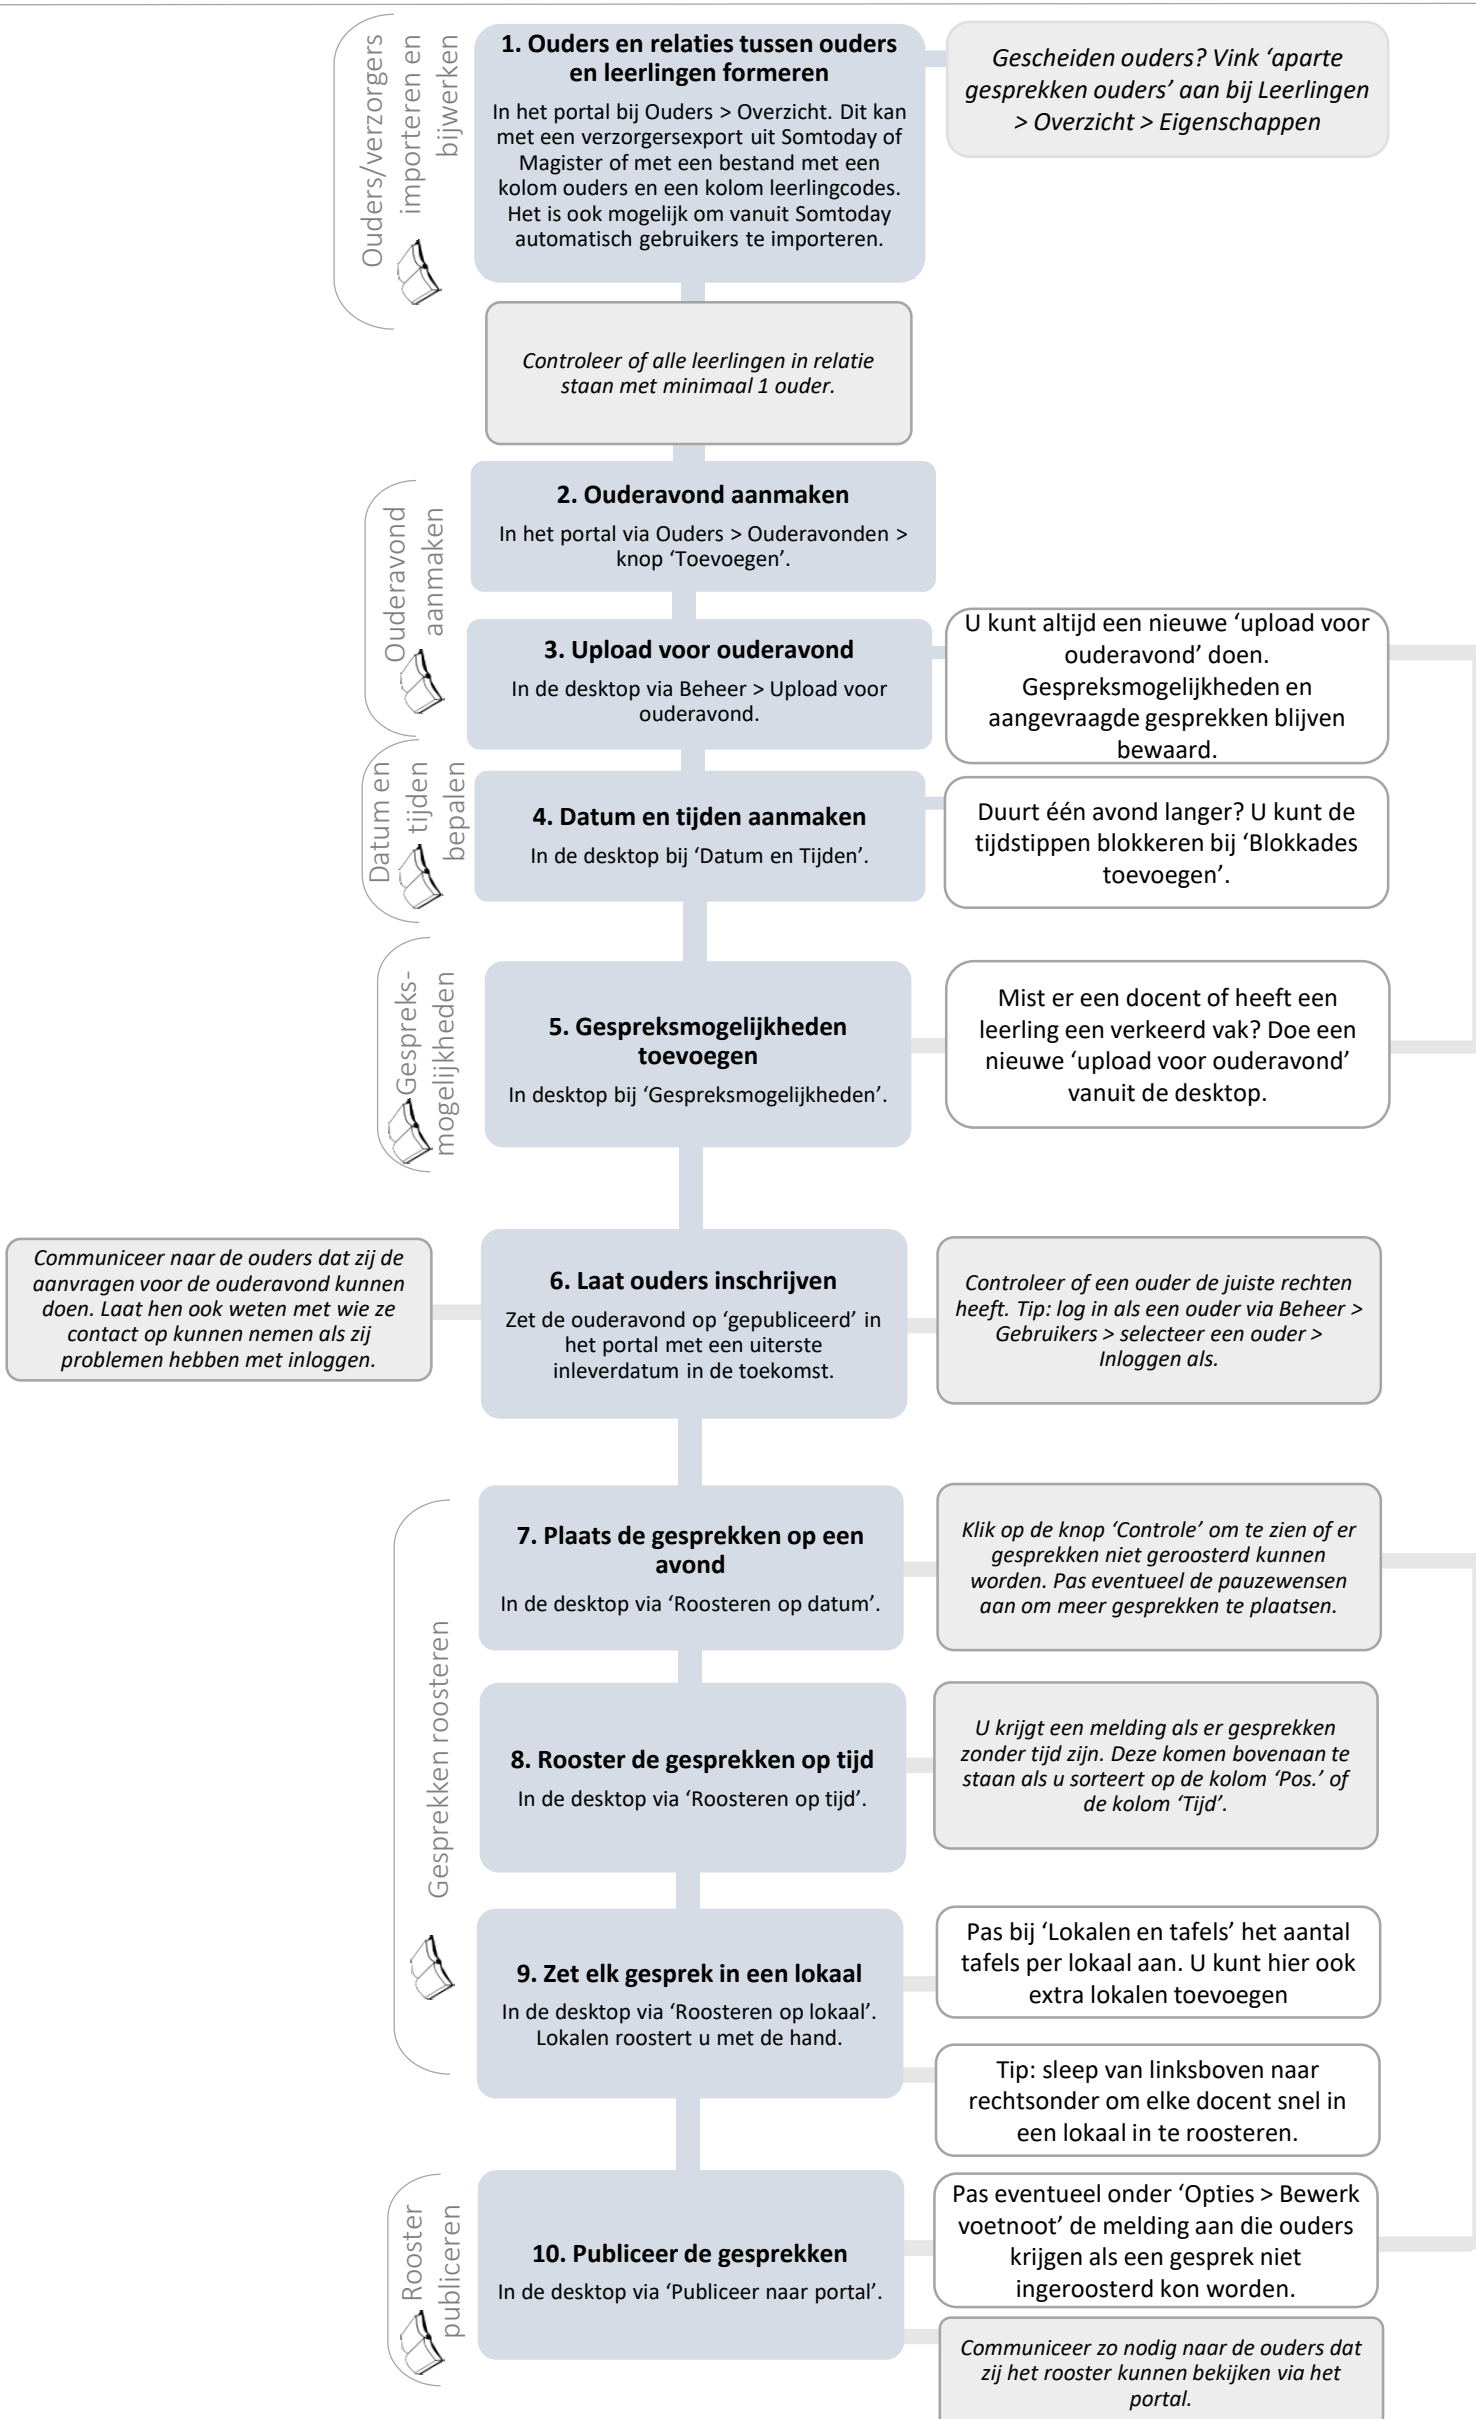 Ouders/verzorgers
importeren en
bijwerken
1. Ouders en relaties tussen ouders
en leerlingen formeren
In het portal bij Ouders > Overzicht. Dit kan
met een verzorgersexport uit Somtoday of
Magister of met een bestand met een
kolom ouders en een kolom leerlingcodes.
Het is ook mogelijk om vanuit Somtoday
automatisch gebruikers te importeren.
Gescheiden ouders? Vink ‘aparte
gesprekken ouders’ aan bij Leerlingen
> Overzicht > Eigenschappen
Controleer of alle leerlingen in relatie
staan met minimaal 1 ouder.
Ouderavond
aanmaken
2. Ouderavond aanmaken
In het portal via Ouders > Ouderavonden >
knop ‘Toevoegen’.
3. Upload voor ouderavond
In de desktop via Beheer > Upload voor
ouderavond.
U kunt altijd een nieuwe ‘upload voor
ouderavond’ doen.
Gespreksmogelijkheden en
aangevraagde gesprekken blijven
bewaard.
Datum en
tijden
bepalen
4. Datum en tijden aanmaken
In de desktop bij ‘Datum en Tijden’.
Duurt één avond langer? U kunt de
tijdstippen blokkeren bij ‘Blokkades
toevoegen’.
Gespreks-
mogelijkheden
5. Gespreksmogelijkheden
toevoegen
In desktop bij ‘Gespreksmogelijkheden’.
Mist er een docent of heeft een
leerling een verkeerd vak? Doe een
nieuwe ‘upload voor ouderavond’
vanuit de desktop.
Communiceer naar de ouders dat zij de
aanvragen voor de ouderavond kunnen
doen. Laat hen ook weten met wie ze
contact op kunnen nemen als zij
problemen hebben met inloggen.
6. Laat ouders inschrijven
Zet de ouderavond op ‘gepubliceerd’ in
het portal met een uiterste
inleverdatum in de toekomst.
Controleer of een ouder de juiste rechten
heeft. Tip: log in als een ouder via Beheer >
Gebruikers > selecteer een ouder >
Inloggen als.
Gesprekken roosteren
7. Plaats de gesprekken op een
avond
In de desktop via ‘Roosteren op datum’.
Klik op de knop ‘Controle’ om te zien of er
gesprekken niet geroosterd kunnen
worden. Pas eventueel de pauzewensen
aan om meer gesprekken te plaatsen.
8. Rooster de gesprekken op tijd
In de desktop via ‘Roosteren op tijd’.
U krijgt een melding als er gesprekken
zonder tijd zijn. Deze komen bovenaan te
staan als u sorteert op de kolom ‘Pos.’ of
de kolom ‘Tijd’.
9. Zet elk gesprek in een lokaal
In de desktop via ‘Roosteren op lokaal’.
Lokalen roostert u met de hand.
Pas bij ‘Lokalen en tafels’ het aantal
tafels per lokaal aan. U kunt hier ook
extra lokalen toevoegen
Tip: sleep van linksboven naar
rechtsonder om elke docent snel in
een lokaal in te roosteren.
Rooster
publiceren
10. Publiceer de gesprekken
In de desktop via ‘Publiceer naar portal’.
Pas eventueel onder ‘Opties > Bewerk
voetnoot’ de melding aan die ouders
krijgen als een gesprek niet
ingeroosterd kon worden.
Communiceer zo nodig naar de ouders dat
zij het rooster kunnen bekijken via het
portal.